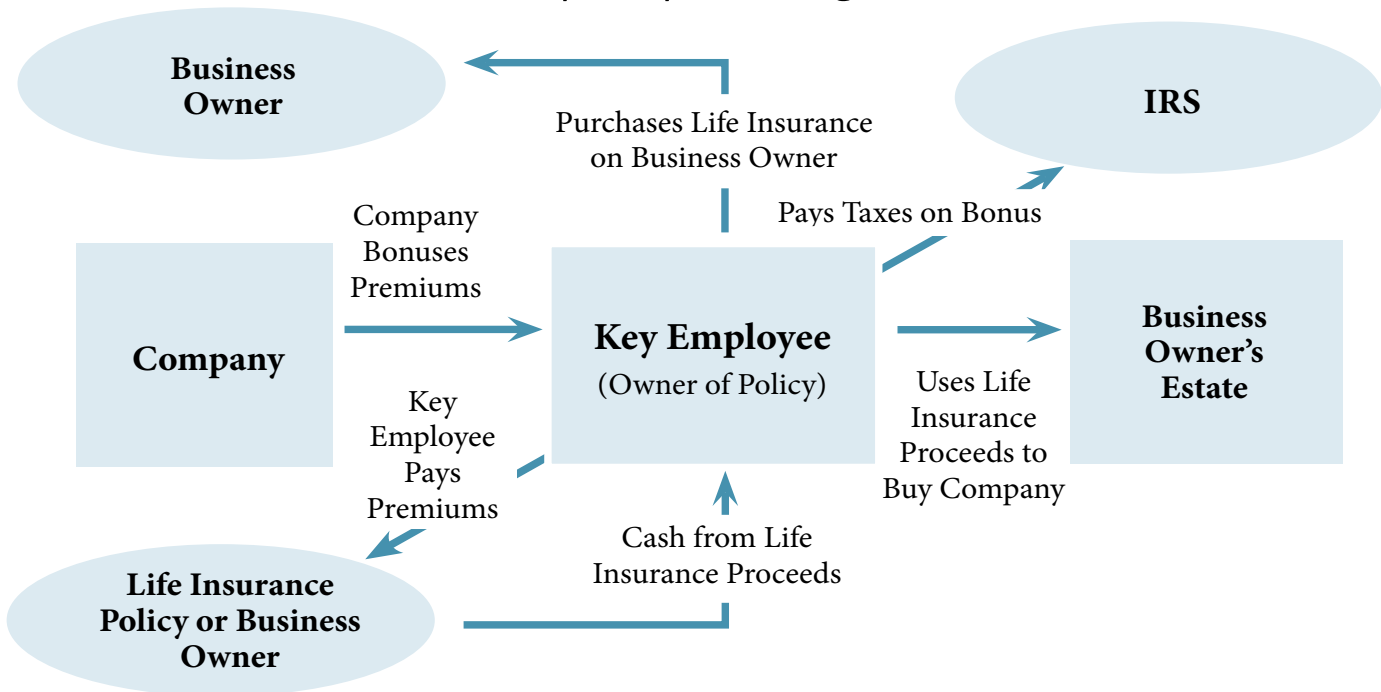 Business
Owner
IRS
Purchases Life Insurance
on Business Owner
Pays Taxes on Bonus
Company
Bonuses
Premiums
Company
Key Employee
(Owner of Policy)
Business
Owner’s
Estate
Key
Employee
Pays
Premiums
Uses Life
Insurance
Proceeds to
Buy Company
Cash from Life
Insurance Proceeds
Life Insurance
Policy or Business
Owner